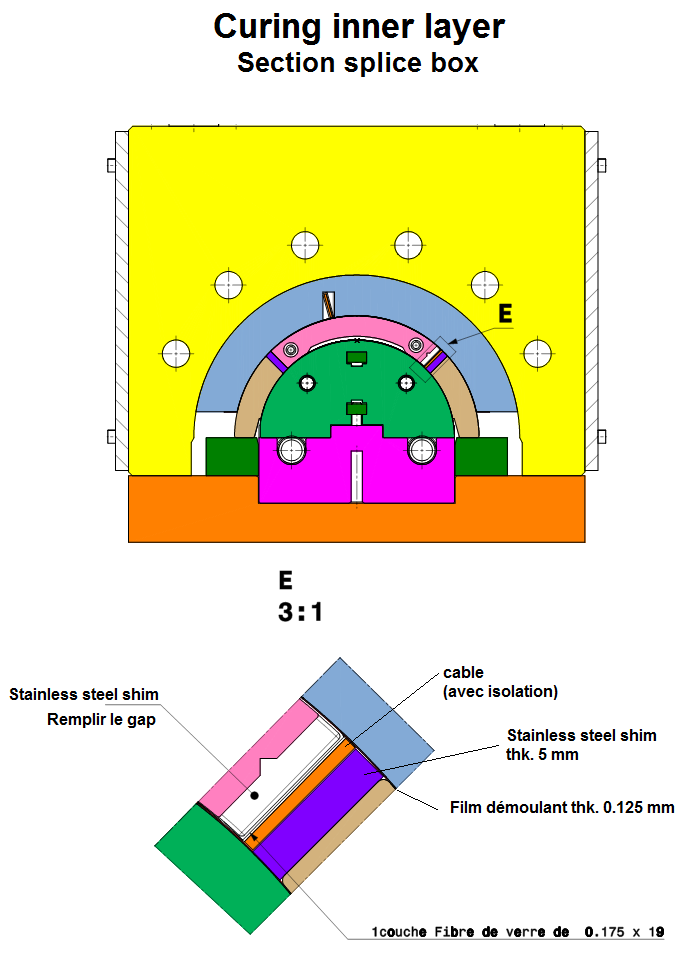 Curing inner layer
Section splice box
E
E
3:1
cable
(avec isolation)
Stainless steel shim
Remplir le gap
Stainless steel shim
thk. 5 mm
Film démoulant thk. 0.125 mm
1couche Fibre de verre de 0.175 x 19